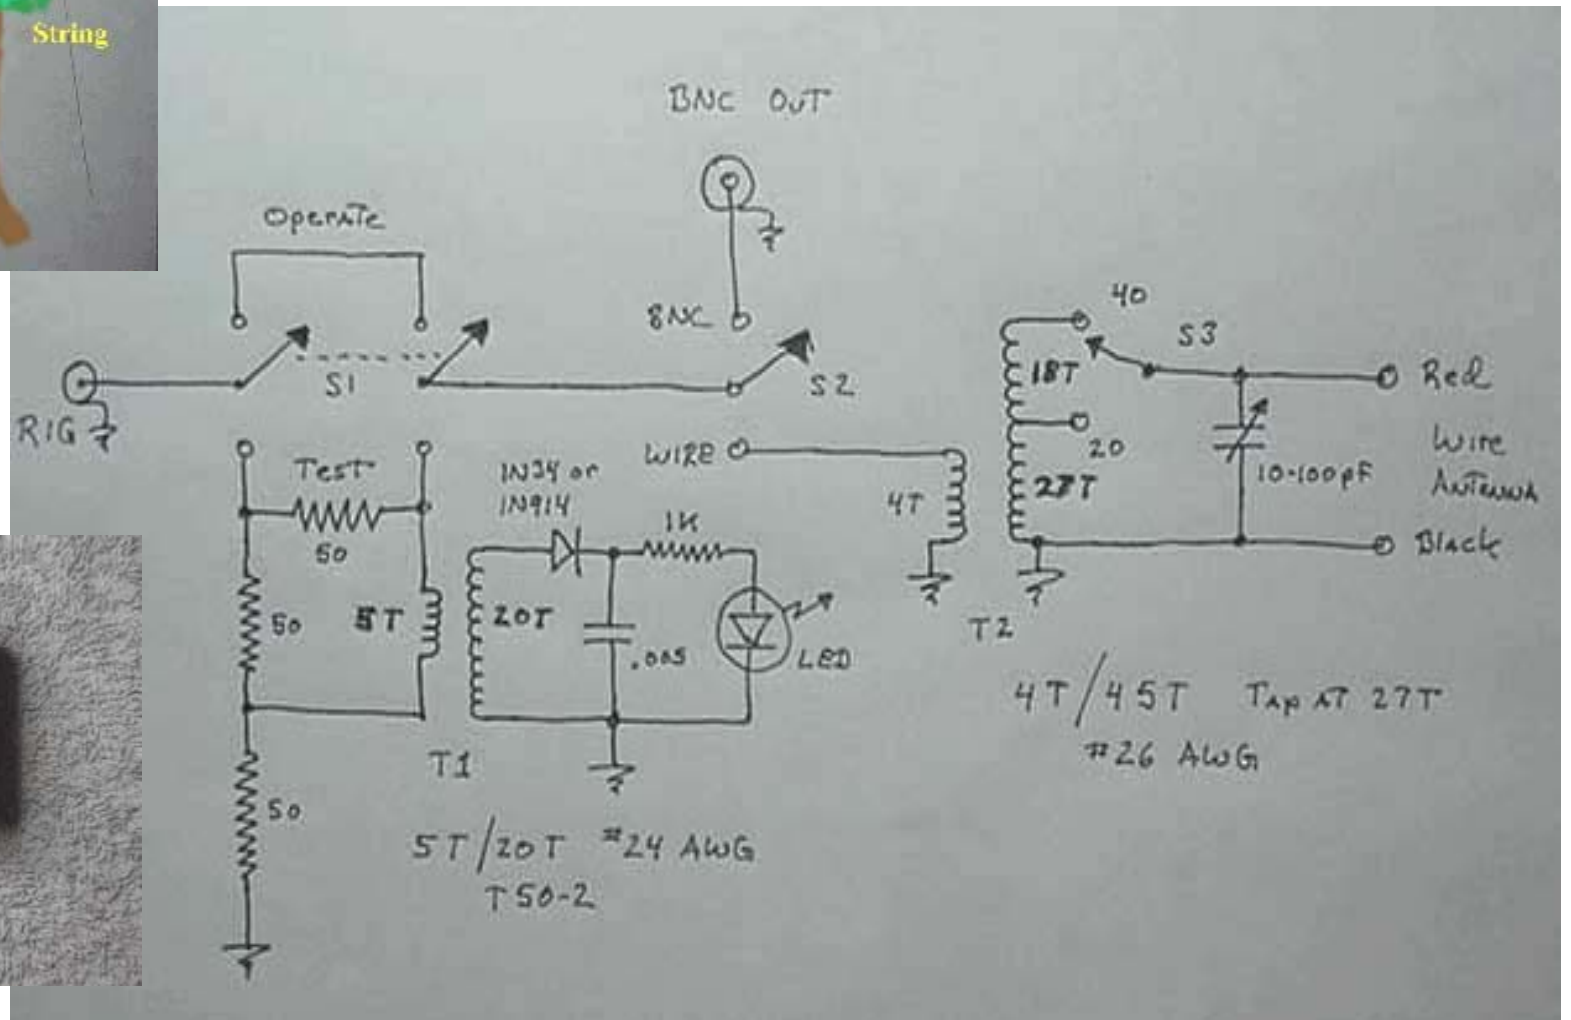 String
BNC OUT
Operate
BNC
40
S3
S1
S2
Red
RIG
18T
Test
1N34 or
1N914
WIRE
20
Wire
Antenna
10-100pF
50
1K
4T
27T
Black
50
5T
20T
.005
LED
T2
4T/45T Tap AT 27T
#26 AWG
T1
50
5T/20T #24 AWG
T50-2